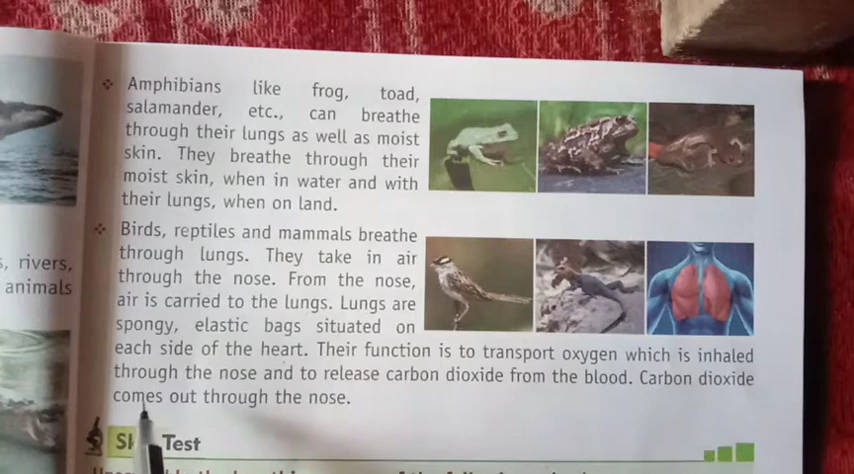 s, rivers,
animals
❖ Amphibians like frog, toad,
salamander, etc., can breathe
through their lungs as well as moist
skin. They breathe through their
moist skin, when in water and with
their lungs, when on land.
❖ Birds, reptiles and mammals breathe
through lungs. They take in air
through the nose. From the nose,
air is carried to the lungs. Lungs are
spongy, elastic bags situated on
each side of the heart. Their function is to transport oxygen which is inhaled
through the nose and to release carbon dioxide from the blood. Carbon dioxide
comes out through the nose.
Test